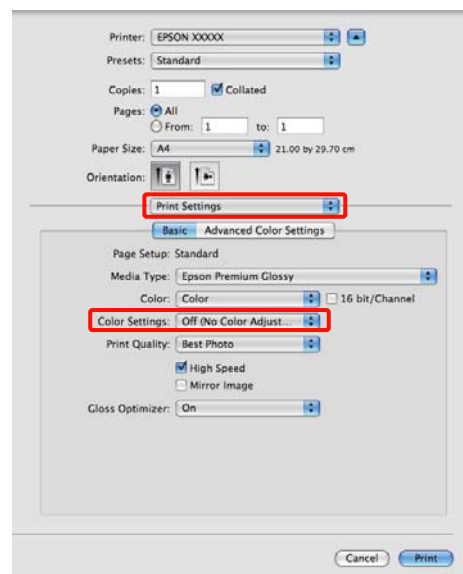 Printer: EPSON XXXXX
Presets: Standard
Copies: 1 Collated
Pages: All
From: 1 to: 1
Paper Size: A4 21.00 by 29.70 cm
Orientation:
Print Settings
Basic Advanced Color Settings
Page Setup: Standard
Media Type: Epson Premium Glossy
Color: Color 16 bit/Channel
Color Settings: Off (No Color Adjust...
Print Quality: Best Photo
High Speed
Mirror Image
Gloss Optimizer: On
Cancel Print